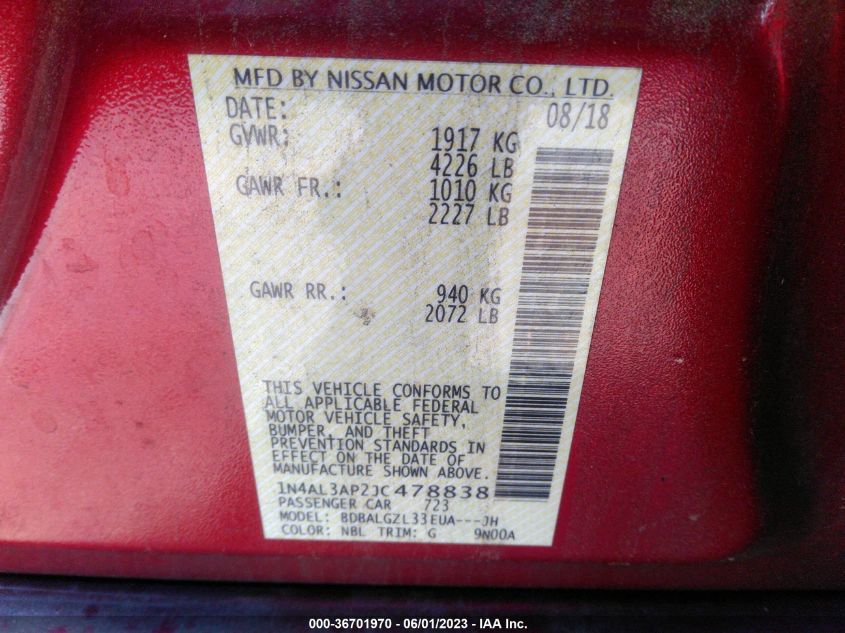 MFD BY NISSAN MOTOR CO., LTD.
DATE: 08/18
GVWR: 1917 KG
4226 LB
GAWR FR.: 1010 KG
2227 LB
GAWR RR.: 940 KG
2072 LB
THIS VEHICLE CONFORMS TO
ALL APPLICABLE FEDERAL
MOTOR VEHICLE SAFETY,
BUMPER, AND THEFT
PREVENTION STANDARDS IN
EFFECT ON THE DATE OF
MANUFACTURE SHOWN ABOVE.
1N4AL3AP2JC478838
PASSENGER CAR 723
MODEL: BDBALGZL33EUA---JH
COLOR: NBL TRIM: G 9N00A
000-36701970 - 06/01/2023 - IAA Inc.